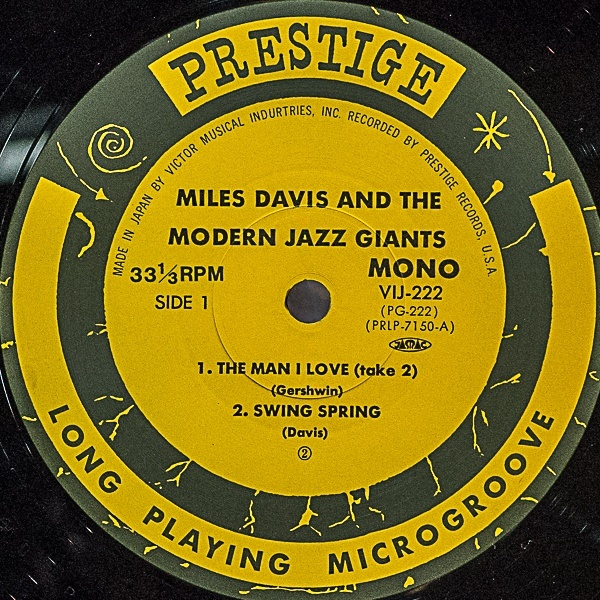 PRESTIGE
MADE IN JAPAN BY VICTOR MUSICAL INDURTRIES, INC. RECORDED BY PRESTIGE RECORDS, U.S.A.
MILES DAVIS AND THE
MODERN JAZZ GIANTS
33 1/3 RPM
SIDE 1
MONO
VIJ-222
(PG-222)
(PRLP-7150-A)
JASRAC
1. THE MAN I LOVE (take 2)
(Gershwin)
2. SWING SPRING
(Davis)
②
LONG PLAYING MICROGROOVE